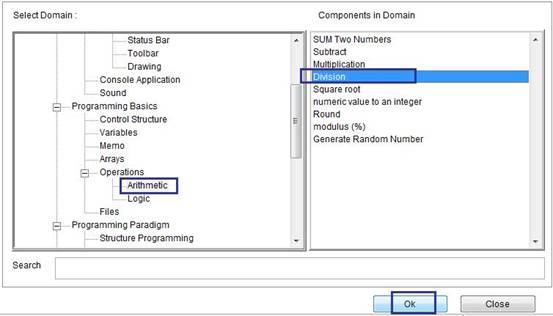 Select Domain :
Status Bar
Toolbar
Drawing
Console Application
Sound
Programming Basics
Control Structure
Variables
Memo
Arrays
Operations
Arithmetic
Logic
Files
Programming Paradigm
Structure Programming
Components in Domain
SUM Two Numbers
Subtract
Multiplication
Division
Square root
numeric value to an integer
Round
modulus (%)
Generate Random Number
Search
Ok
Close